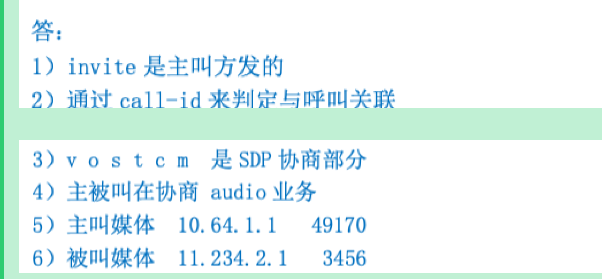 答：
1）invite 是主叫方发的
2）通过 call-id 来判定与呼叫关联
3）v o s t c m 是 SDP 协商部分
4）主被叫在协商 audio 业务
5）主叫媒体 10.64.1.1 49170
6）被叫媒体 11.234.2.1 3456